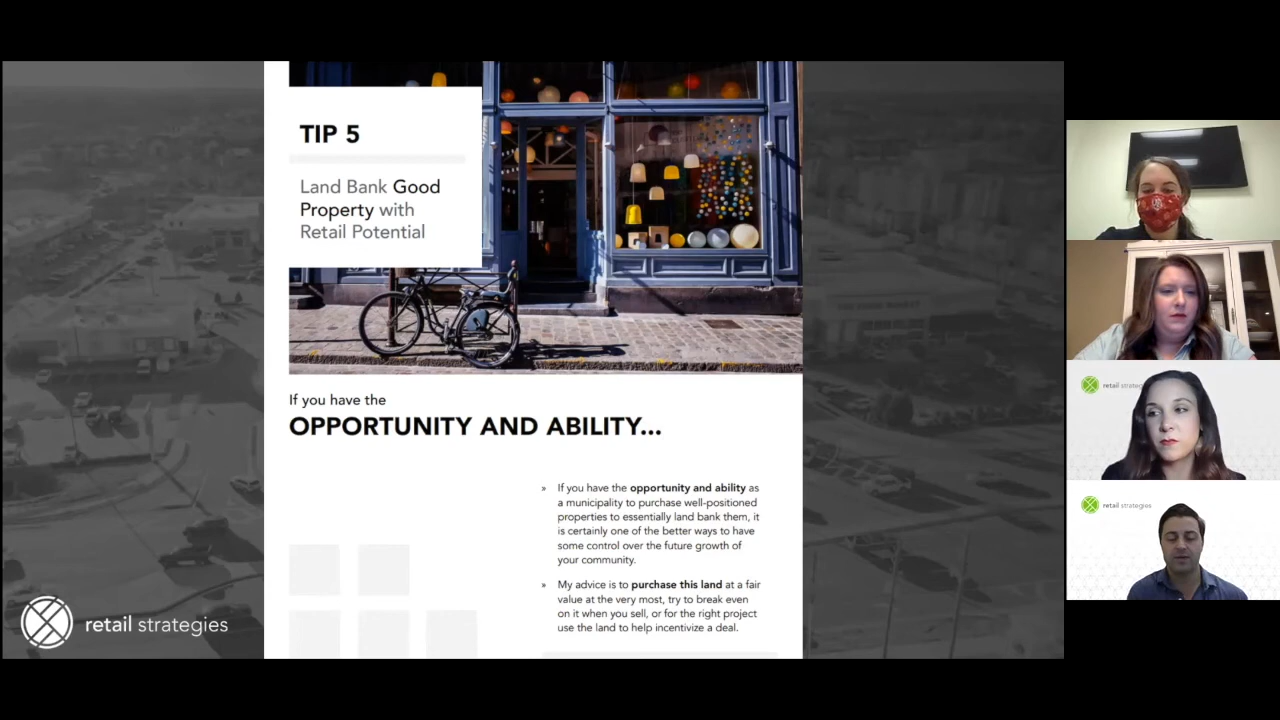 TIP 5
Land Bank Good
Property with
Retail Potential
If you have the
OPPORTUNITY AND ABILITY...
» If you have the opportunity and ability as
a municipality to purchase well-positioned
properties to essentially land bank them, it
is certainly one of the better ways to have
some control over the future growth of
your community.
» My advice is to purchase this land at a fair
value at the very most, try to break even
on it when you sell, or for the right project
use the land to help incentivize a deal.
retail strategies
retail strateg
retail strategies